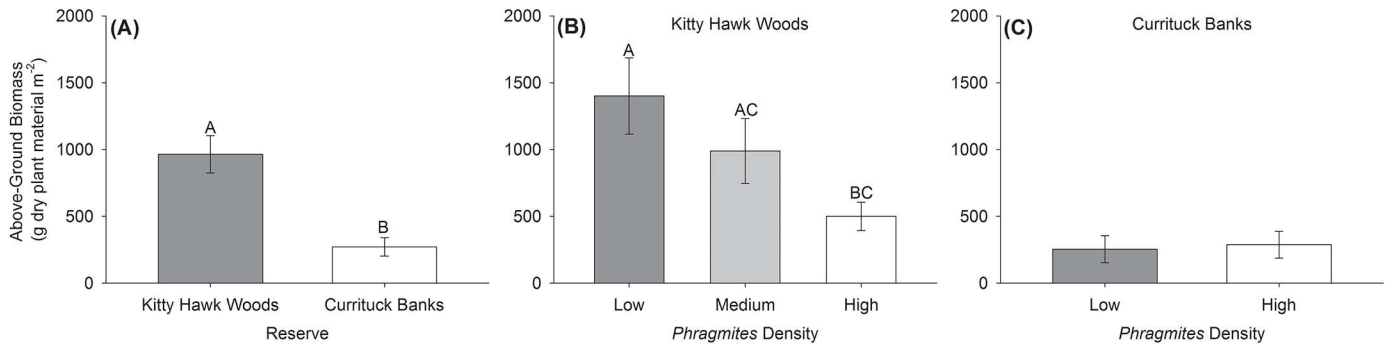 Above-Ground Biomass
(g dry plant material m-2)
2000
1500
1000
500
0
(A)
A
B
Kitty Hawk Woods
Currituck Banks
Reserve
2000
1500
1000
500
0
(B)
Kitty Hawk Woods
A
AC
BC
Low
Medium
High
Phragmites Density
2000
1500
1000
500
0
(C)
Currituck Banks
Low
High
Phragmites Density